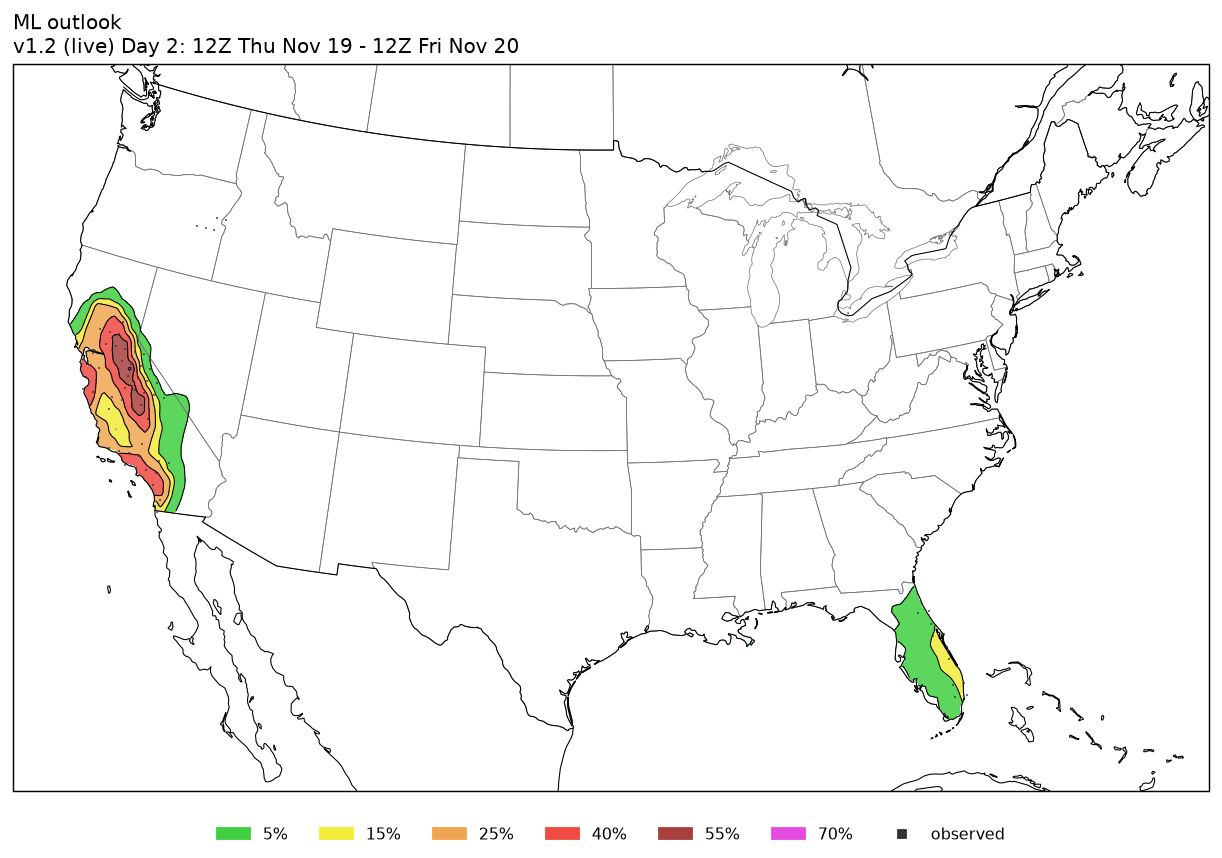 ML outlook
v1.2 (live) Day 2: 12Z Thu Nov 19 - 12Z Fri Nov 20
5% 15% 25% 40% 55% 70% observed